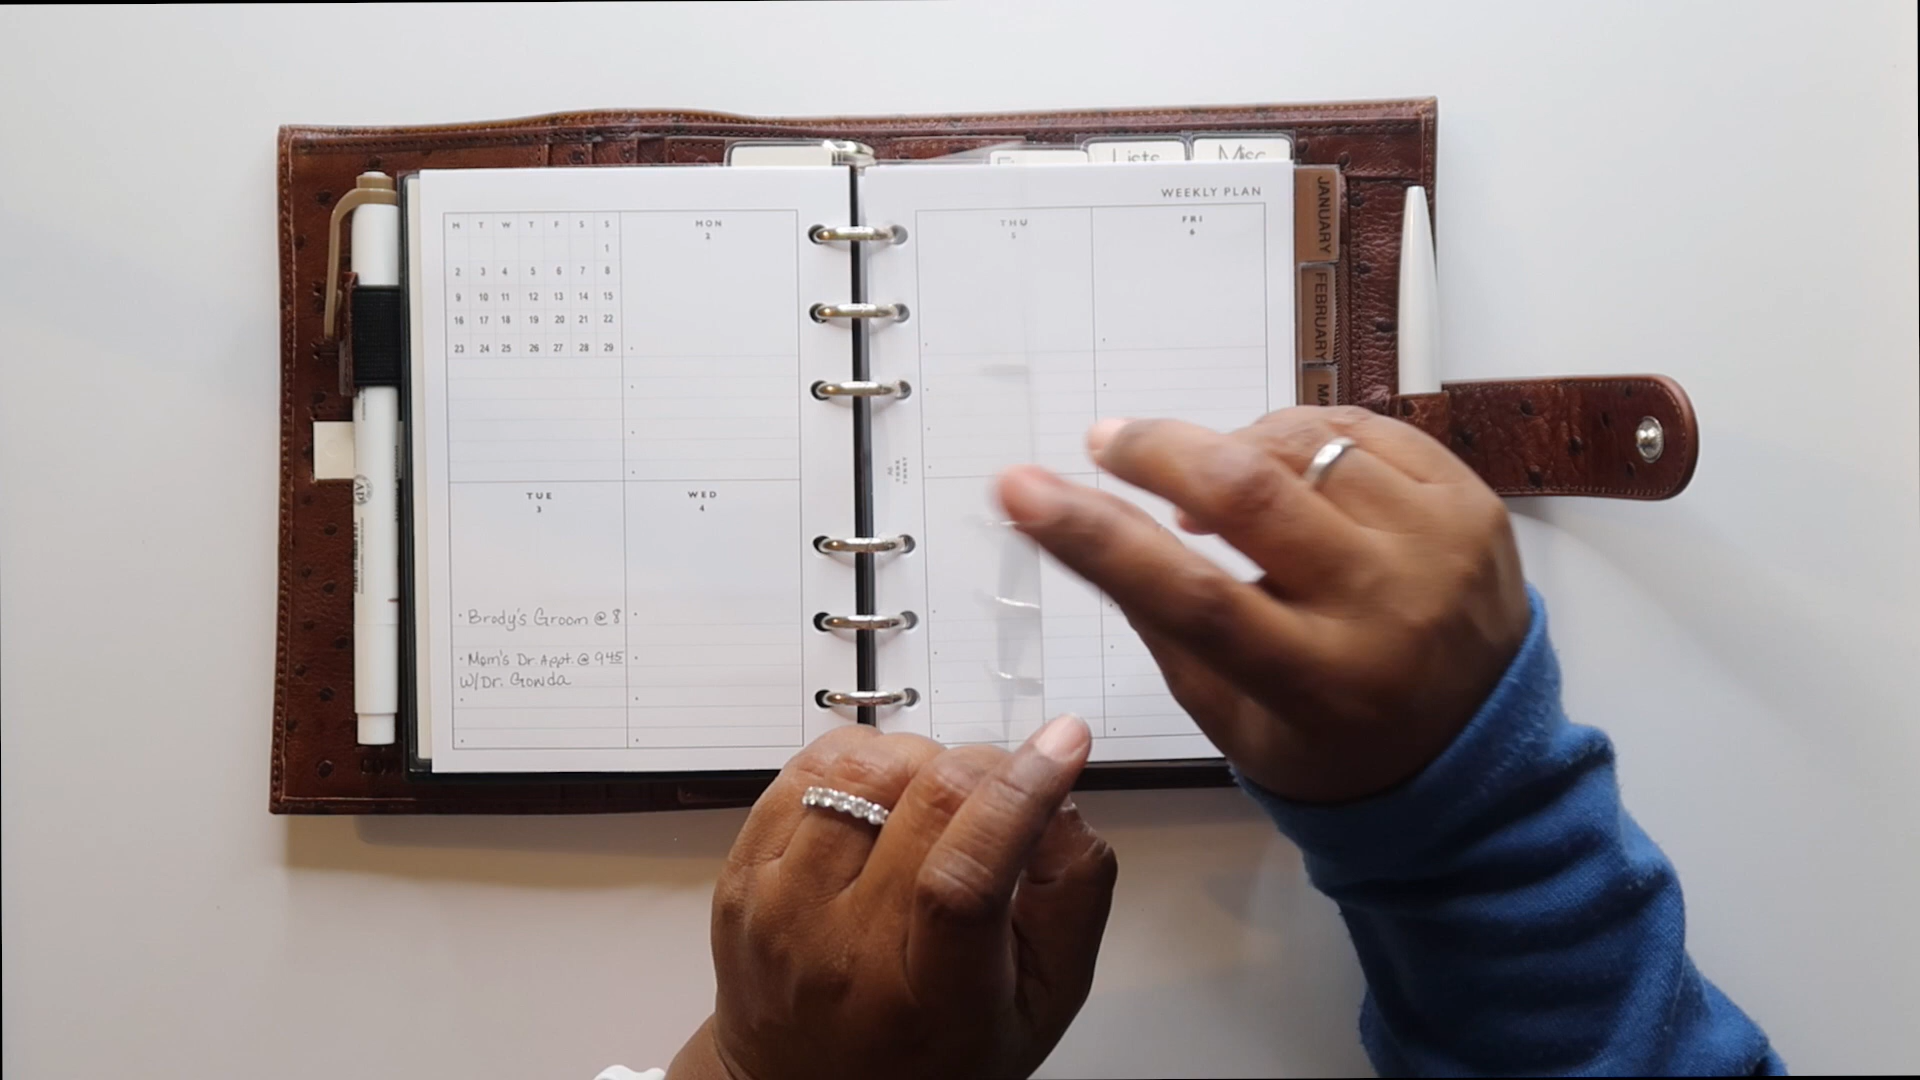 Lists
Misc
WEEKLY PLAN
M T W T F S S
1
2 3 4 5 6 7 8
9 10 11 12 13 14 15
16 17 18 19 20 21 22
23 24 25 26 27 28 29
MON
2
TUE
3
· Brody's Groom @ 8
· Mom's Dr. Appt. @ 945
W/Dr. Gowda
WED
4
THU
5
FRI
6
JANUARY
FEBRUARY
MA